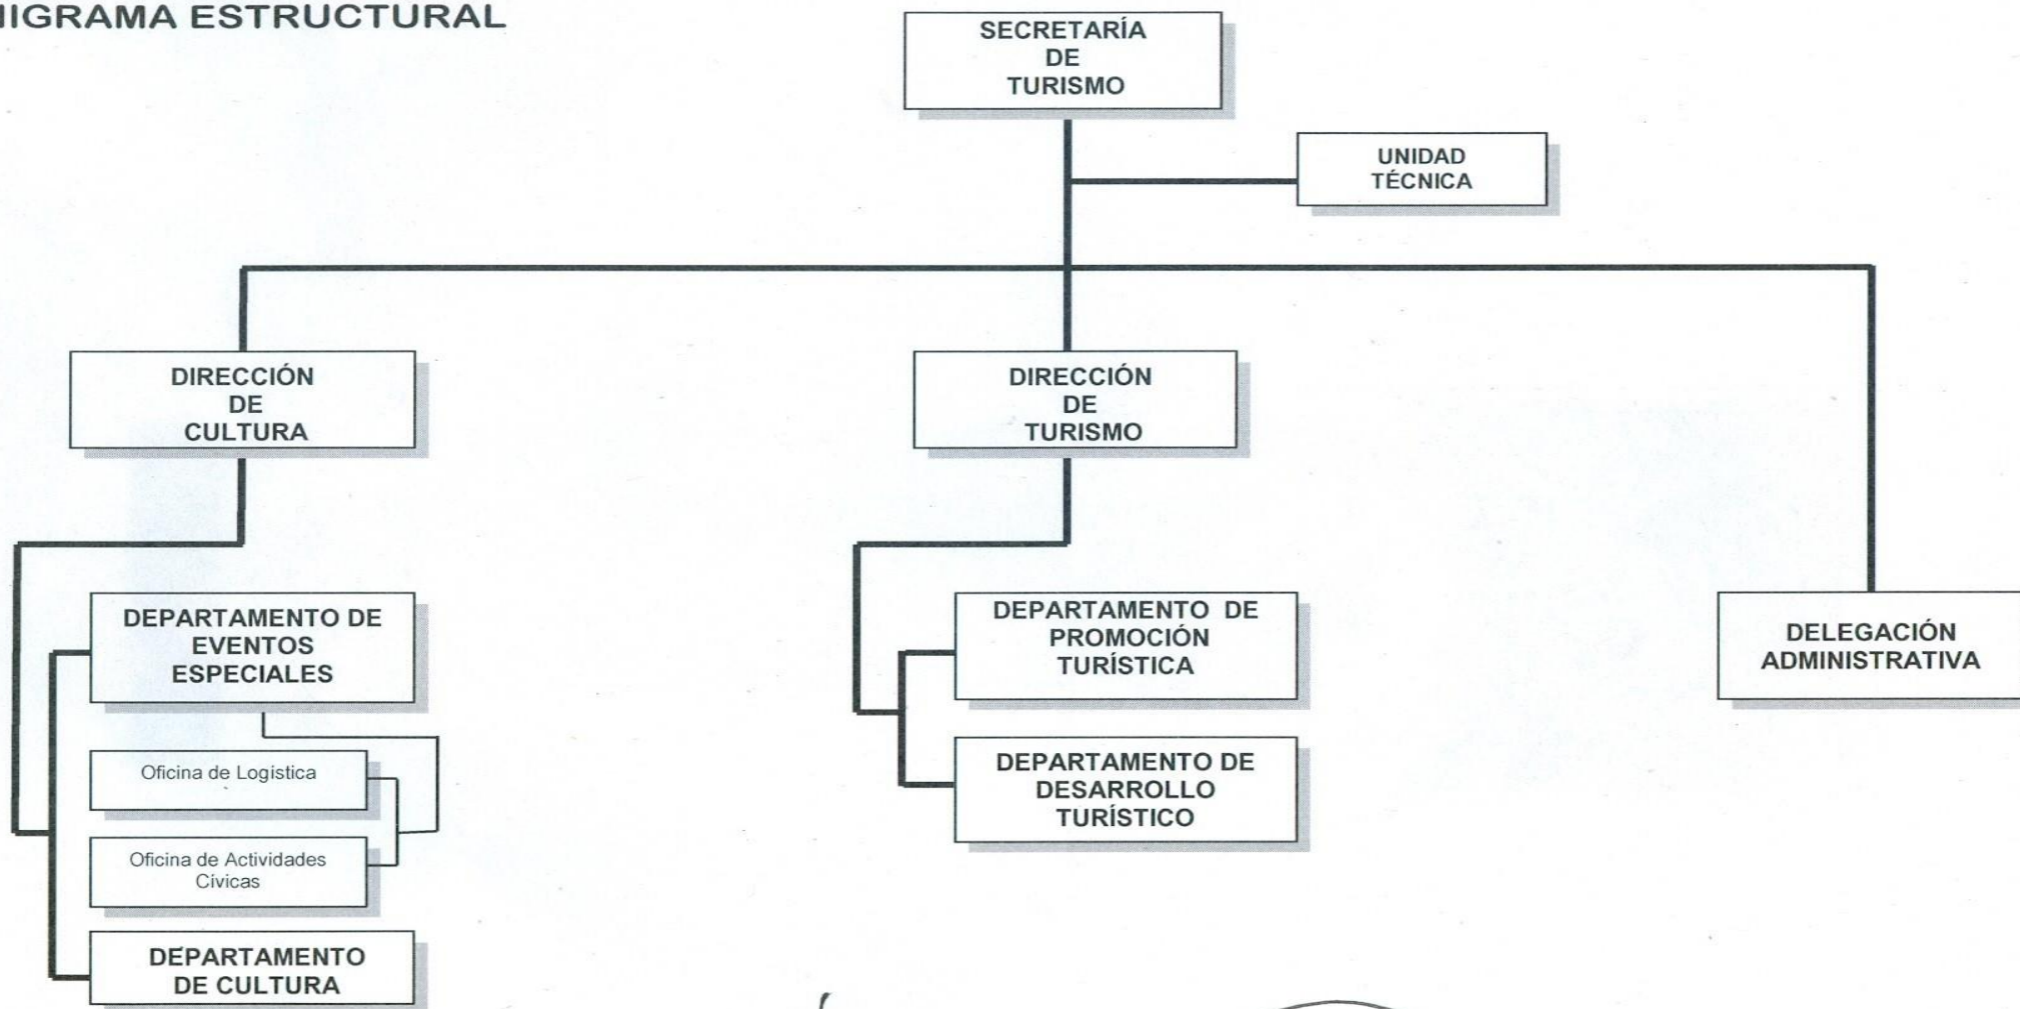 IGRAMA ESTRUCTURAL
SECRETARÍA
DE
TURISMO
UNIDAD
TÉCNICA
DIRECCIÓN
DE
CULTURA
DIRECCIÓN
DE
TURISMO
DEPARTAMENTO DE
EVENTOS
ESPECIALES
Oficina de Logistica
Oficina de Actividades
Cívicas
DEPARTAMENTO
DE CULTURA
DEPARTAMENTO DE
PROMOCIÓN
TURÍSTICA
DEPARTAMENTO DE
DESARROLLO
TURÍSTICO
DELEGACIÓN
ADMINISTRATIVA